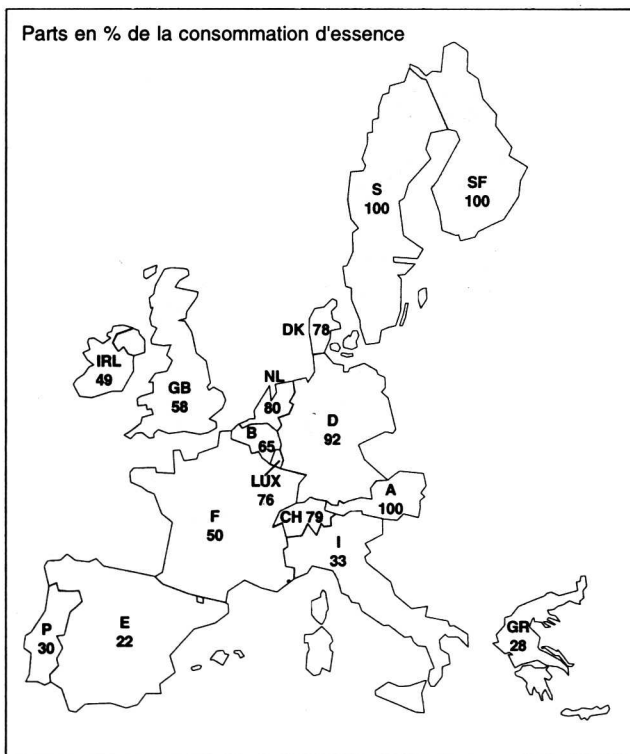 Parts en % de la consommation d'essence
S
100
SF
100
DK 78
IRL
49
GB
58
NL
80
D
92
B
65
LUX
76
A
100
CH 79
F
50
I
33
P
30
E
22
GR
28